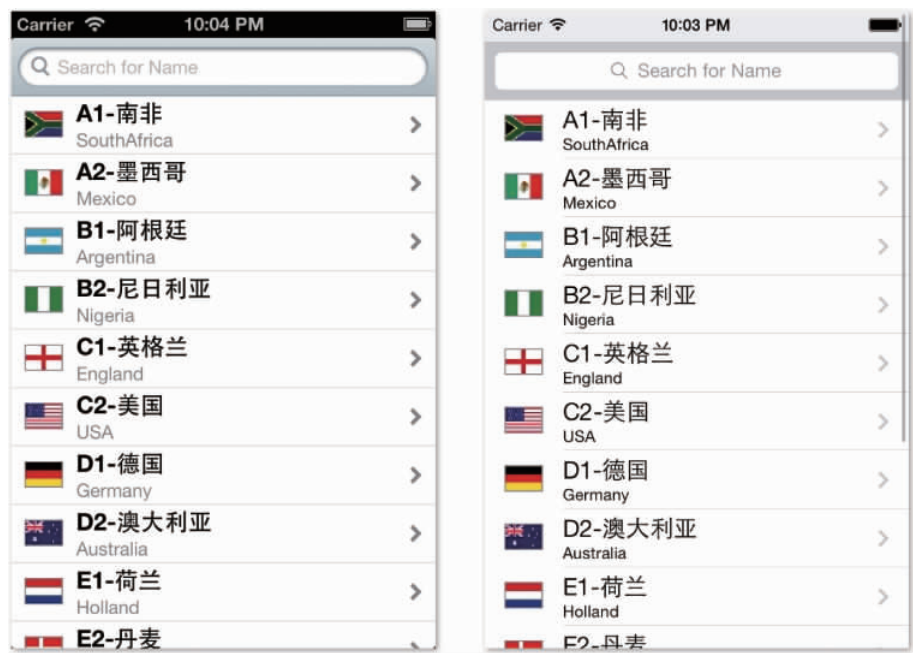 Carrier 10:04 PM
Search for Name
A1-南非
SouthAfrica
A2-墨西哥
Mexico
B1-阿根廷
Argentina
B2-尼日利亚
Nigeria
C1-英格兰
England
C2-美国
USA
D1-德国
Germany
D2-澳大利亚
Australia
E1-荷兰
Holland
E2-丹麦
Carrier 10:03 PM
Search for Name
A1-南非
SouthAfrica
A2-墨西哥
Mexico
B1-阿根廷
Argentina
B2-尼日利亚
Nigeria
C1-英格兰
England
C2-美国
USA
D1-德国
Germany
D2-澳大利亚
Australia
E1-荷兰
Holland
E2-丹麦